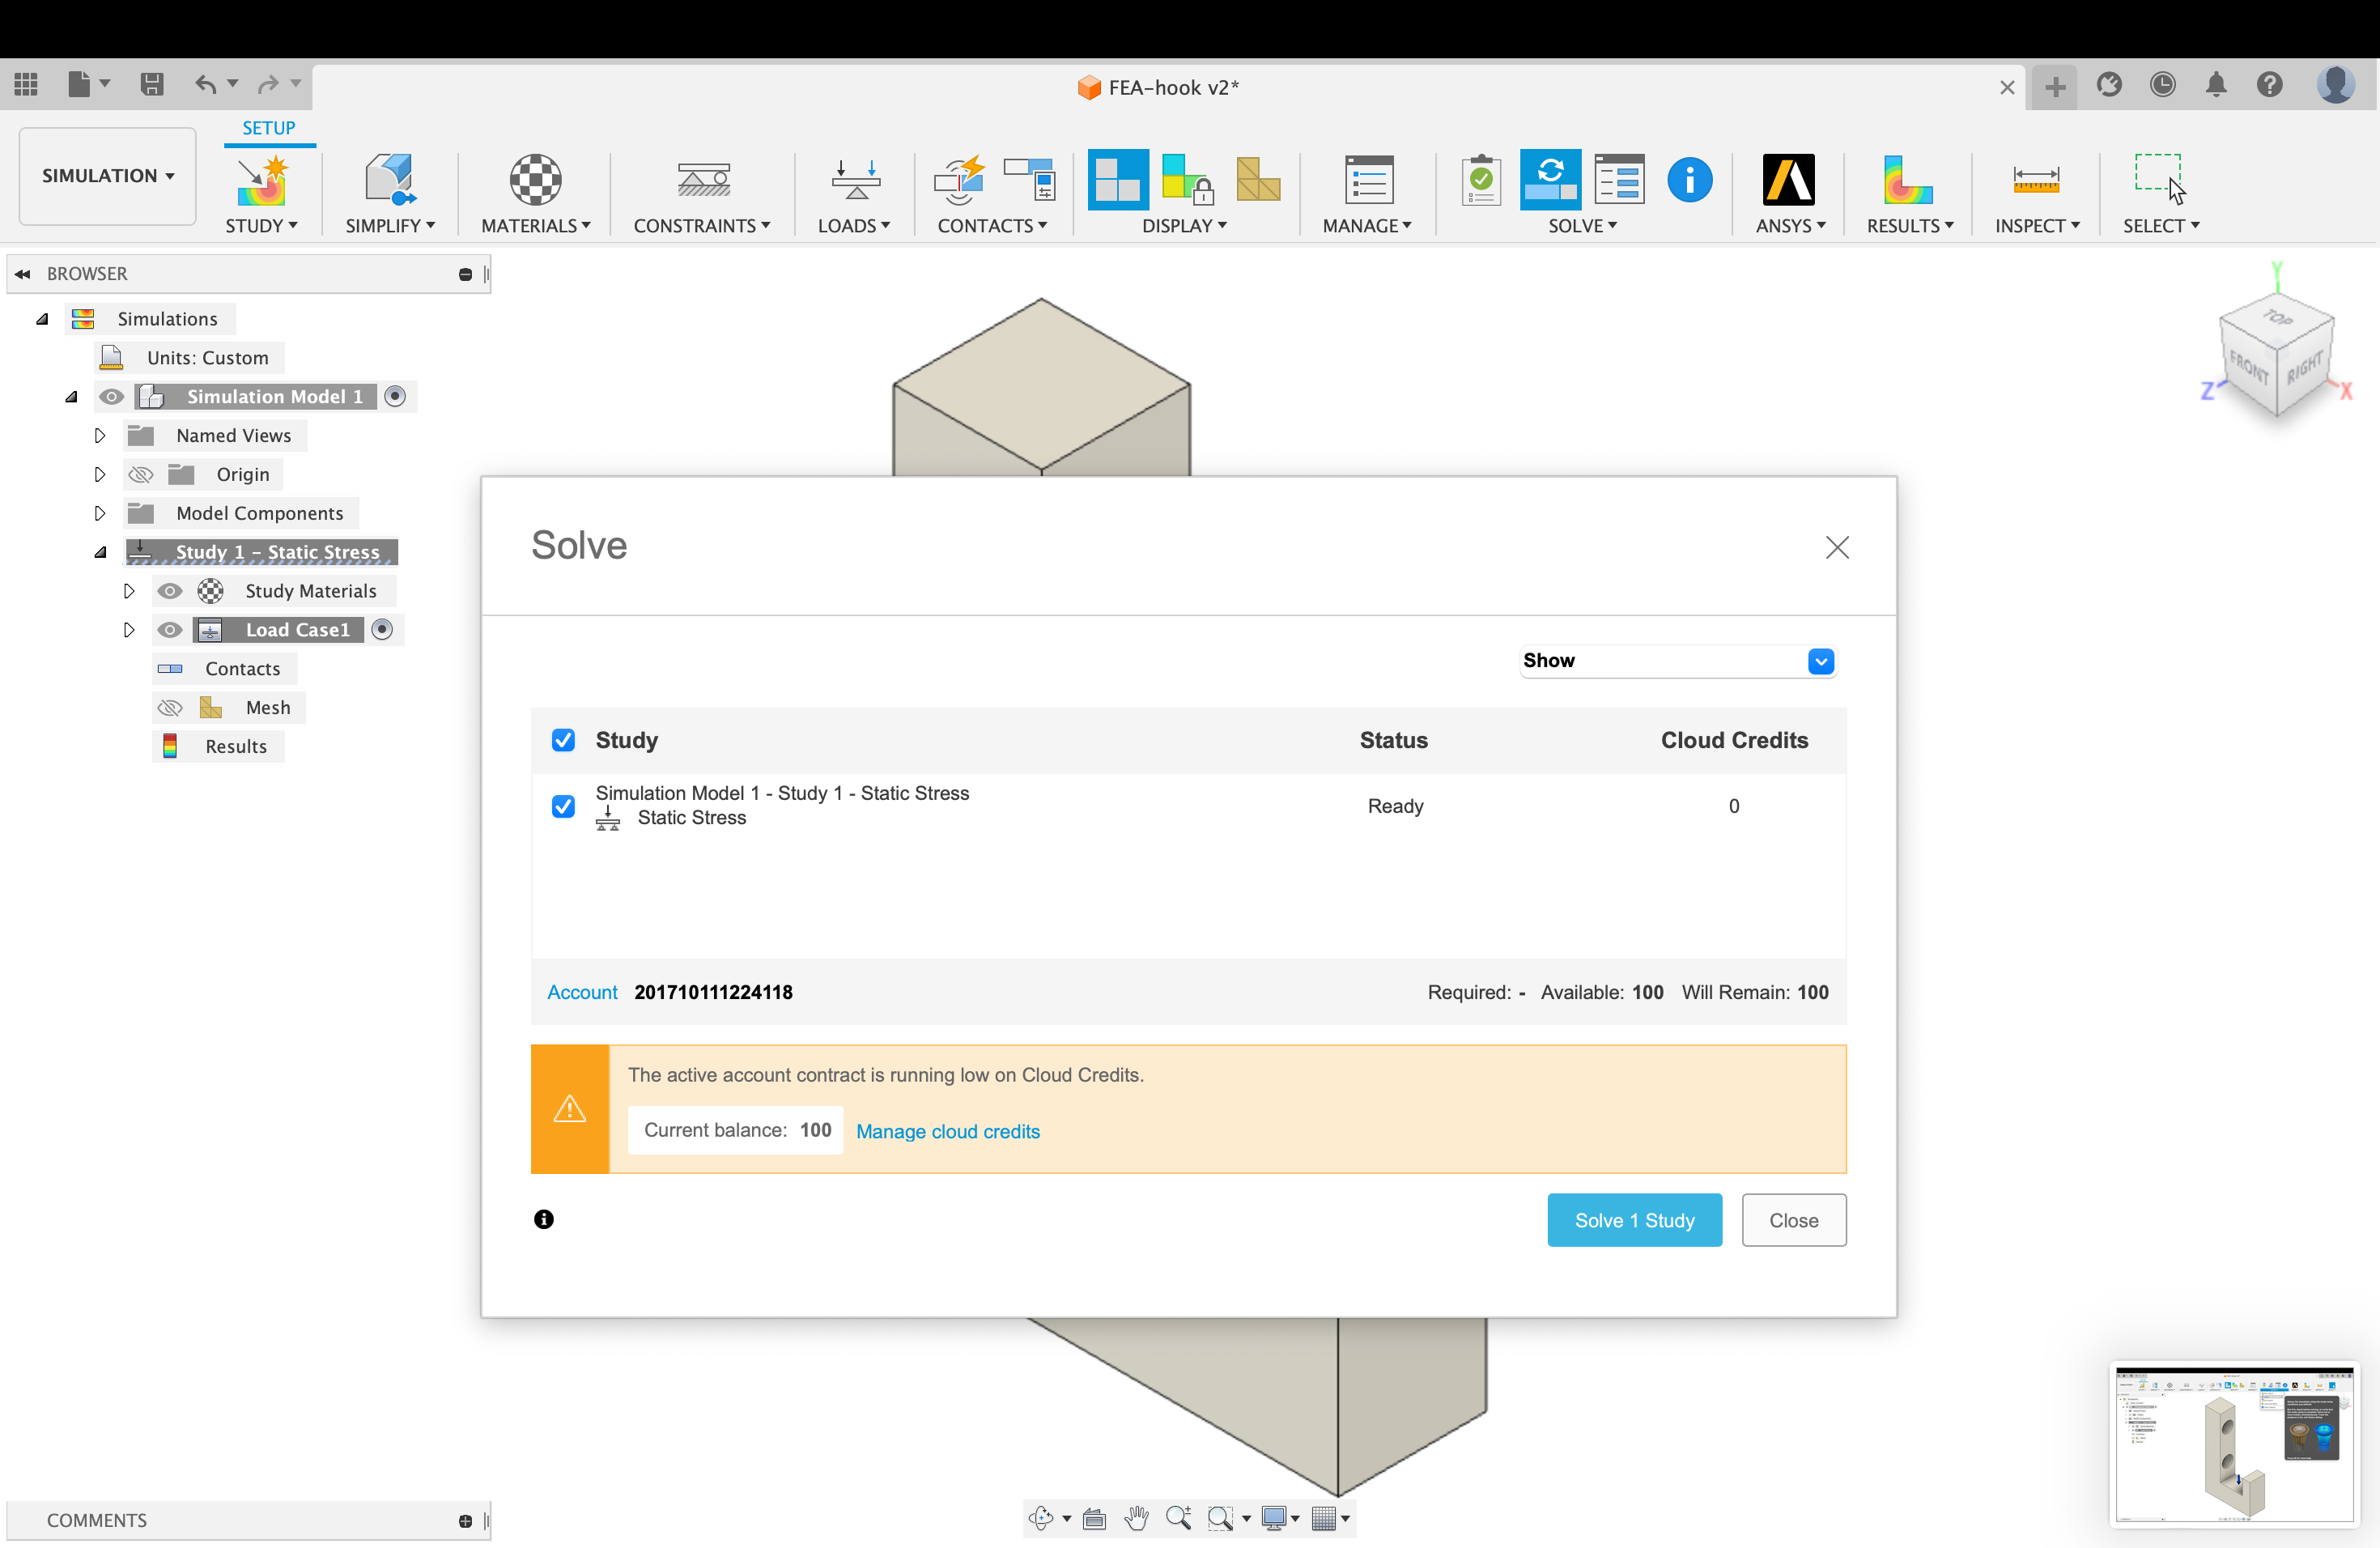 FEA-hook v2*
SETUP
SIMULATION
STUDY
SIMPLIFY
MATERIALS
CONSTRAINTS
LOADS
CONTACTS
DISPLAY
MANAGE
SOLVE
ANSYS
RESULTS
INSPECT
SELECT
BROWSER
Simulations
Units: Custom
Simulation Model 1
Named Views
Origin
Model Components
Study 1 - Static Stress
Study Materials
Load Case1
Contacts
Mesh
Results
Y
TOP
FRONT
RIGHT
Z
X
Solve
Show
Study Status Cloud Credits
Simulation Model 1 - Study 1 - Static Stress
Static Stress
Ready
0
Account 201710111224118 Required: - Available: 100 Will Remain: 100
The active account contract is running low on Cloud Credits.
Current balance: 100 Manage cloud credits
Solve 1 Study
Close
COMMENTS